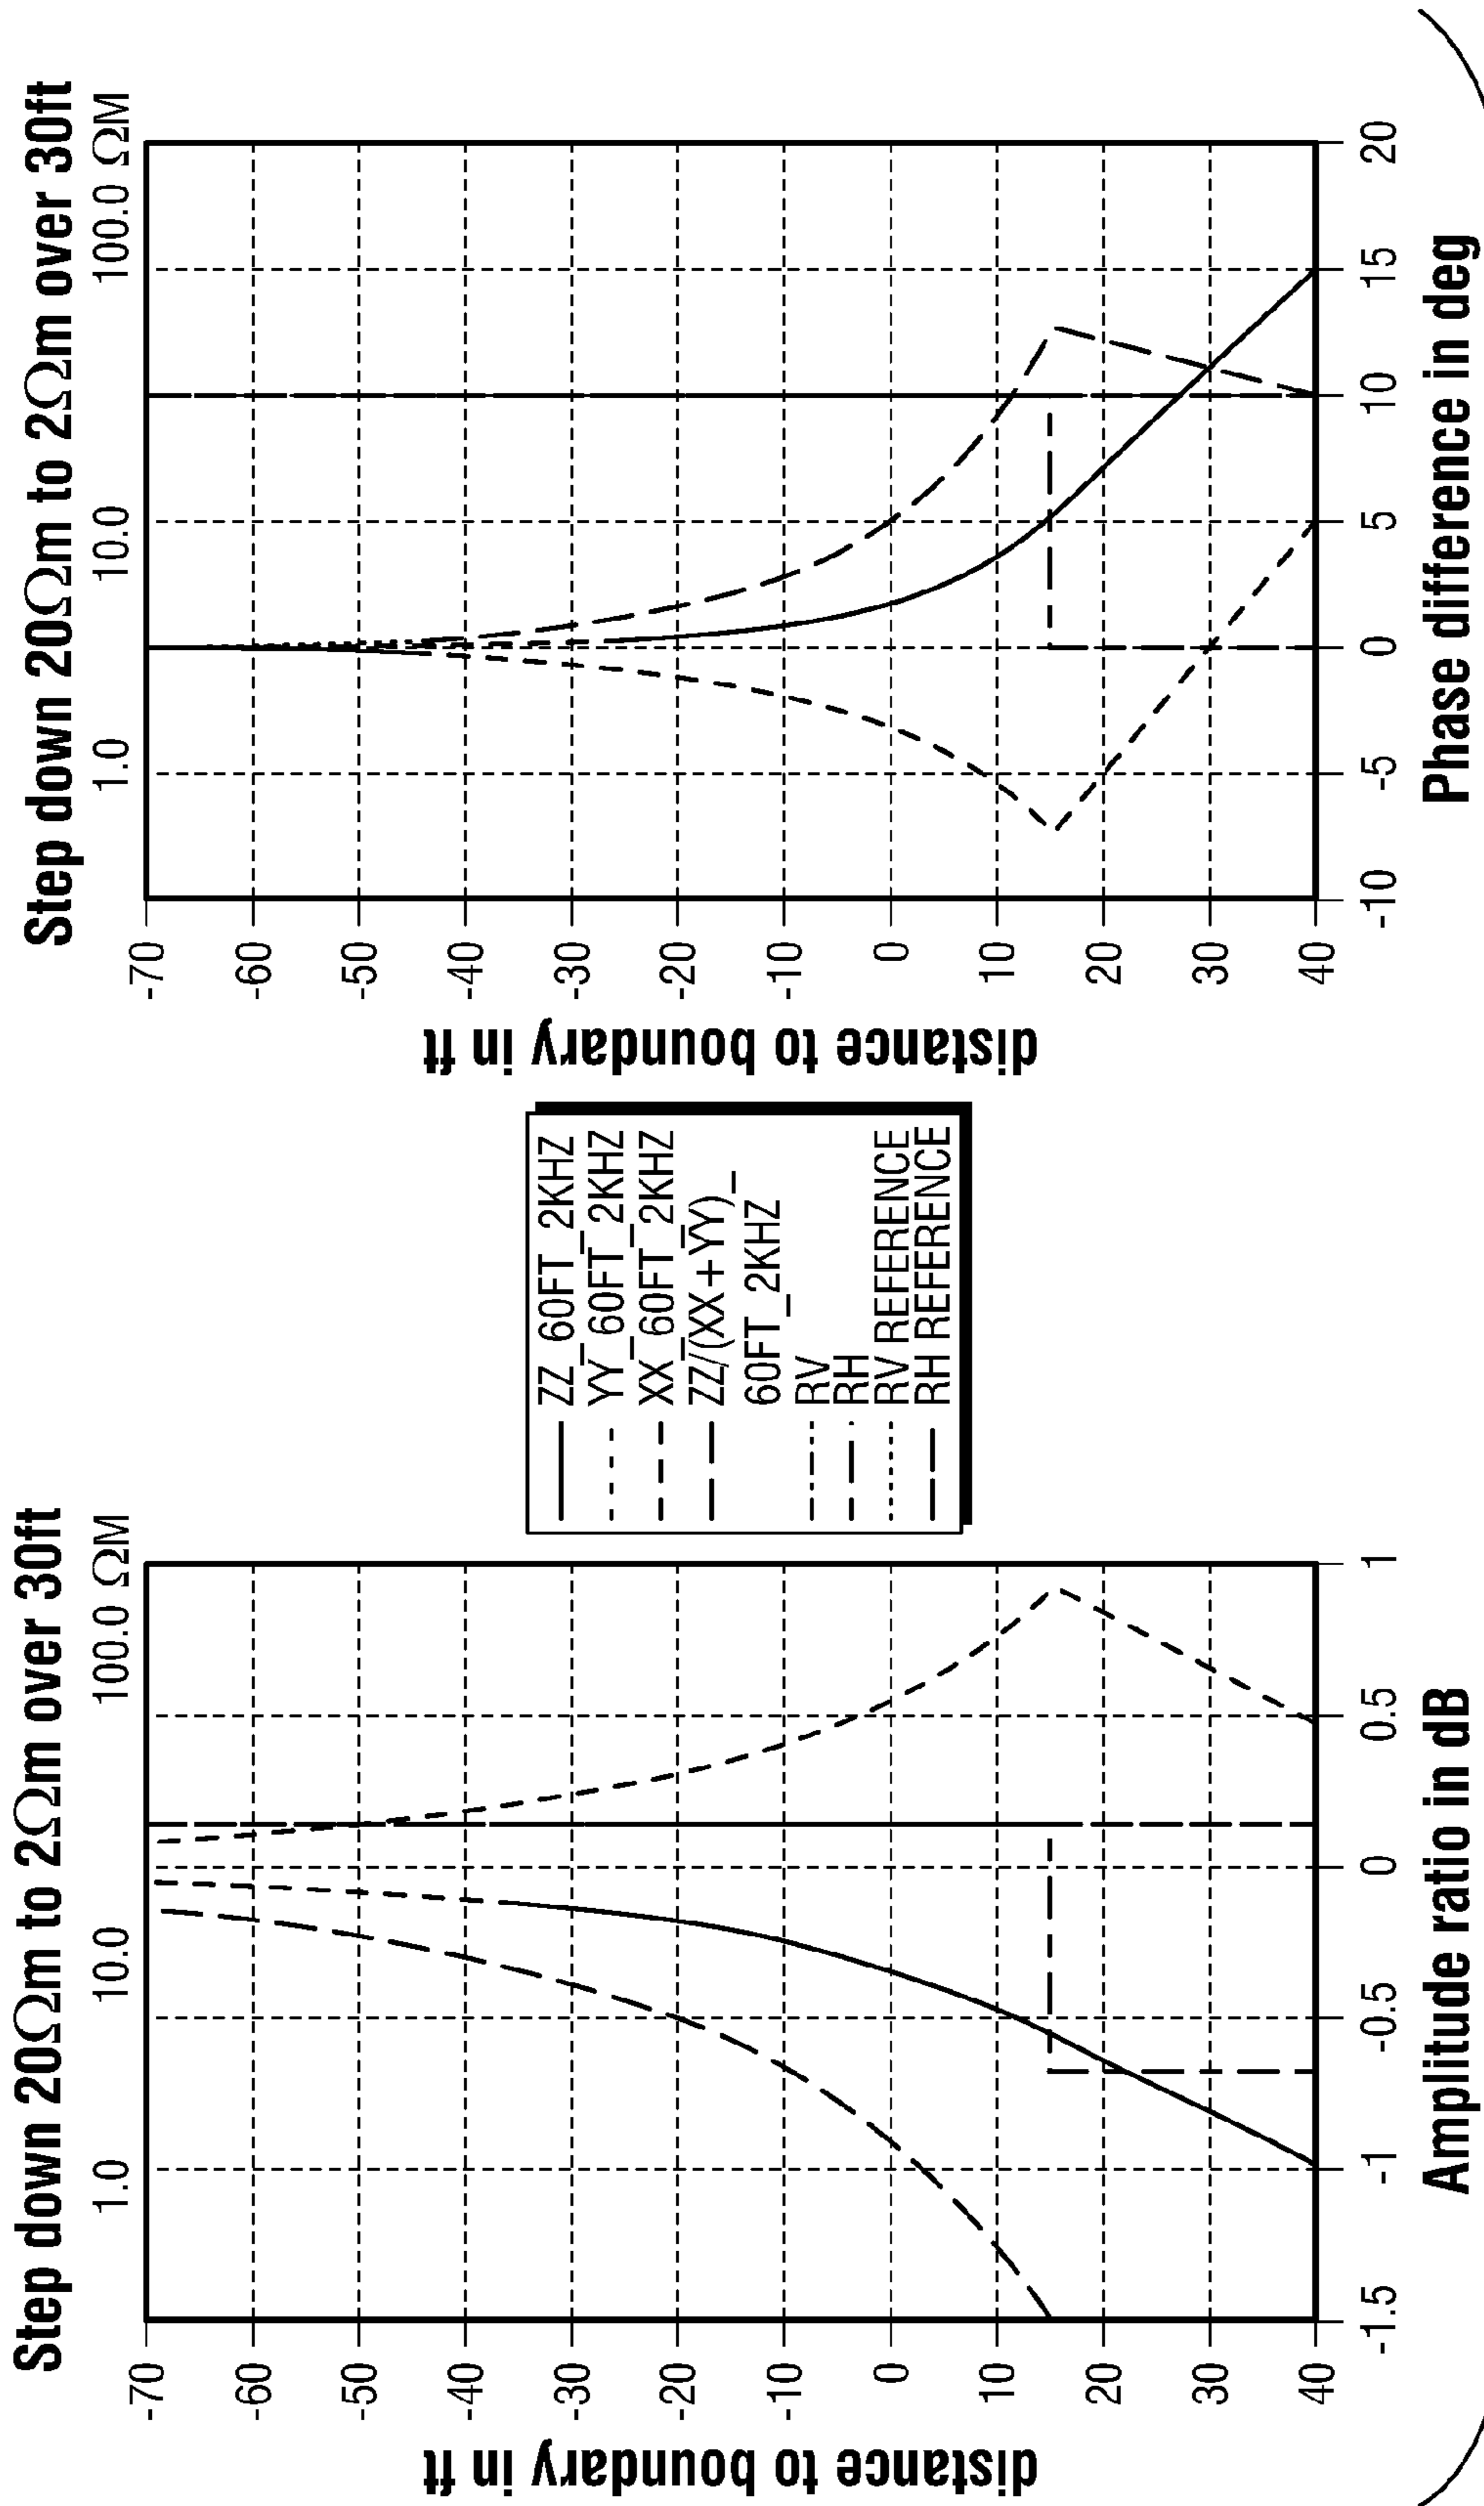 Step down 20Ωm to 2Ωm over 30ft
1.0 10.0 100.0 ΩM
-70
-60
-50
-40
-30
-20
-10
0
10
20
30
40
distance to boundary in ft
-1.5 -1 -0.5 0 0.5 1
Amplitude ratio in dB
ZZ_60FT_2KHZ
YY_60FT_2KHZ
XX_60FT_2KHZ
ZZ/(XX+YY)_
60FT_2KHZ
RV
RH
RV REFERENCE
RH REFERENCE
Step down 20Ωm to 2Ωm over 30ft
1.0 10.0 100.0 ΩM
-70
-60
-50
-40
-30
-20
-10
0
10
20
30
40
distance to boundary in ft
-10 -5 0 5 10 15 20
Phase difference in deg